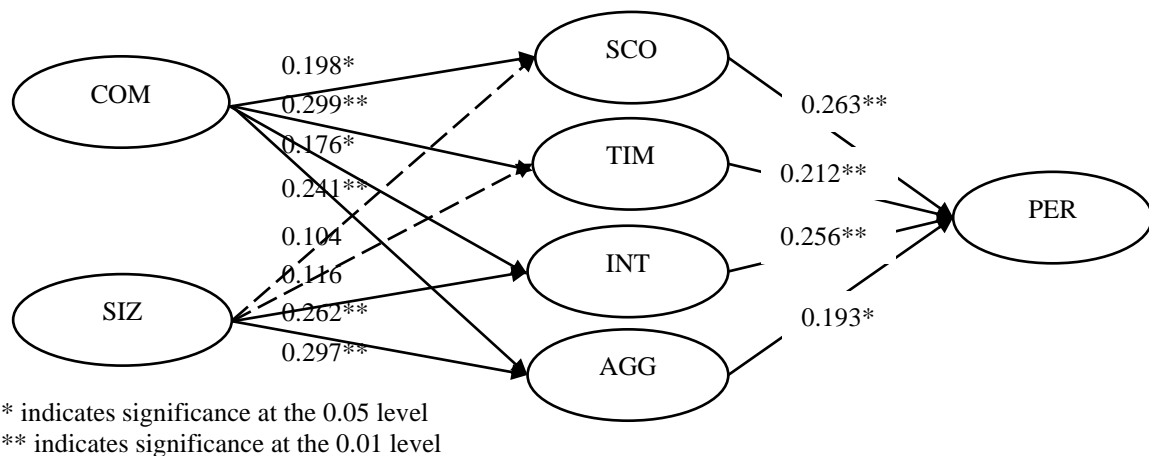 SCO
0.198*
COM
0.299**
0.263**
0.176*
TIM
0.212**
0.241**
PER
0.104
0.256**
INT
0.116
SIZ
0.262**
0.193*
0.297**
AGG
* indicates significance at the 0.05 level
** indicates significance at the 0.01 level